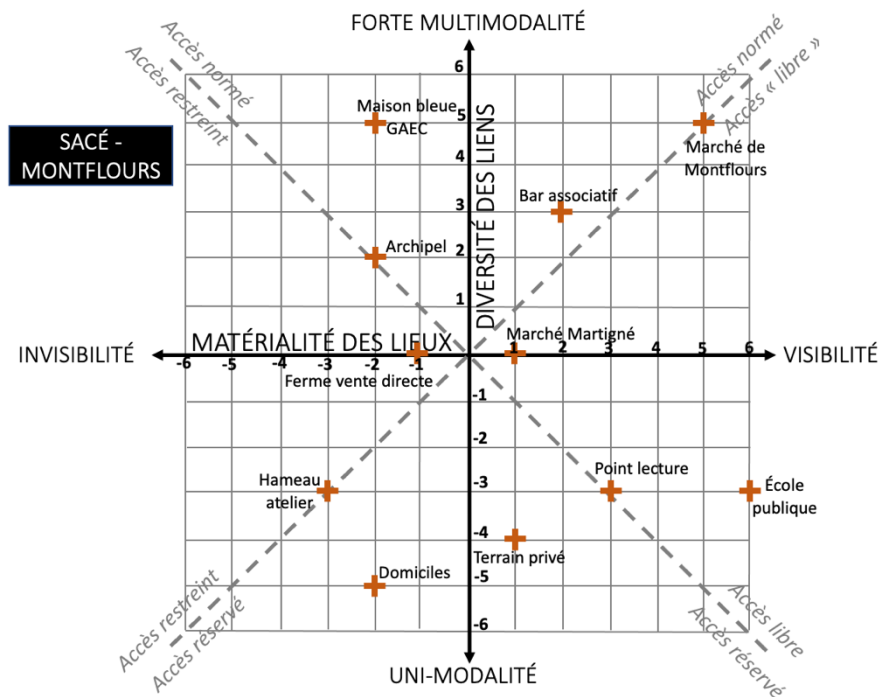 FORTE MULTIMODALITÉ
Accès normé
Accès restreint
Accès normé
Accès « libre »
SACÉ -
MONTFLOURS
6
5
4
3
2
1
Maison bleue
GAEC
Marché de
Montflours
Bar associatif
DIVERSITÉ DES LIENS
Archipel
MATÉRIALITÉ DES LIEUX
Marché Martigné
INVISIBILITÉ
VISIBILITÉ
-6 -5 -4 -3 -2 -1 1 2 3 4 5 6
Ferme vente directe
-1
-2
-3
-4
-5
-6
Hameau
atelier
Point lecture
École
publique
Terrain privé
Domiciles
Accès restreint
Accès réservé
Accès libre
Accès réservé
UNI-MODALITÉ